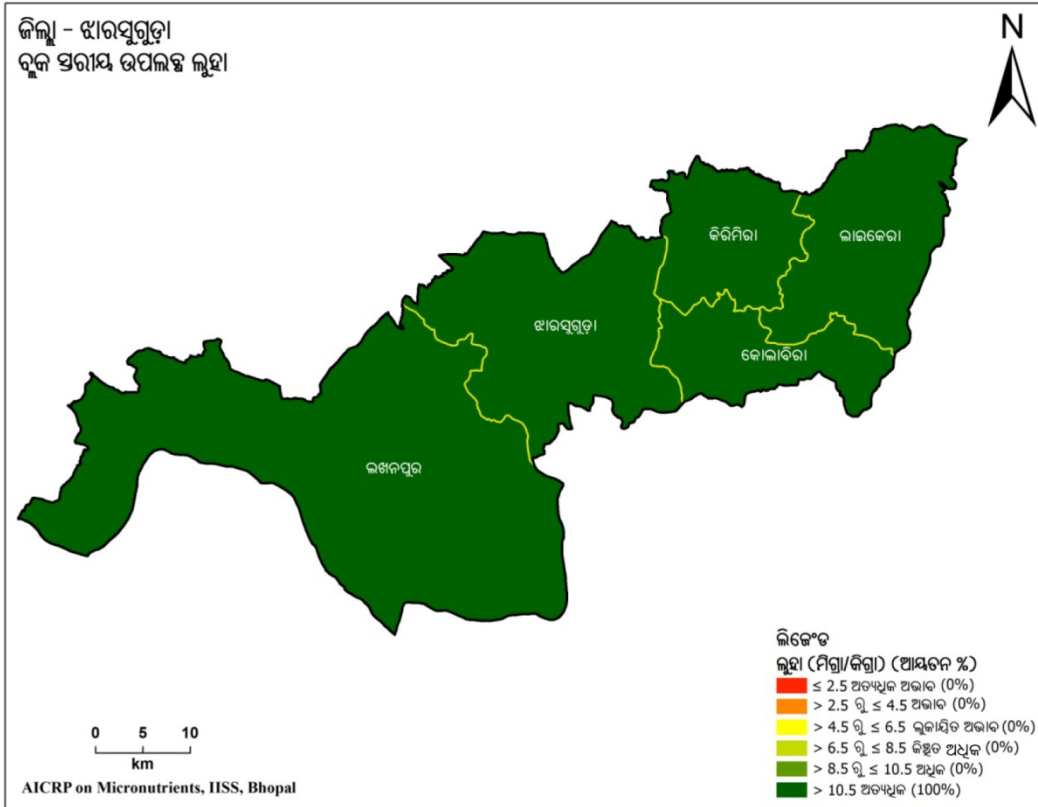 ଜିଲ୍ଲା - ଝାରସୁଗୁଡ଼ା
ବ୍ଲକ ସ୍ତରୀୟ ଉପଲବ୍ଧ ଲୁହା
N
କିରିମିରା
ଲାଇକେରା
ଝାରସୁଗୁଡ଼ା
କୋଲାବିରା
ଲଖନପୁର
ଲିଜେଂଡ
ଲୁହା (ମିଗ୍ରା/କିଗ୍ରା) (ଆୟତନ %)
≤ 2.5 ଅତ୍ୟଧିକ ଅଭାବ (0%)
> 2.5 ରୁ ≤ 4.5 ଅଭାବ (0%)
> 4.5 ରୁ ≤ 6.5 ଲୁକାୟିତ ଅଭାବ (0%)
> 6.5 ରୁ ≤ 8.5 କିଞ୍ଚିତ ଅଧିକ (0%)
> 8.5 ରୁ ≤ 10.5 ଅଧିକ (0%)
> 10.5 ଅତ୍ୟଧିକ (100%)
0 5 10
km
AICRP on Micronutrients, IISS, Bhopal